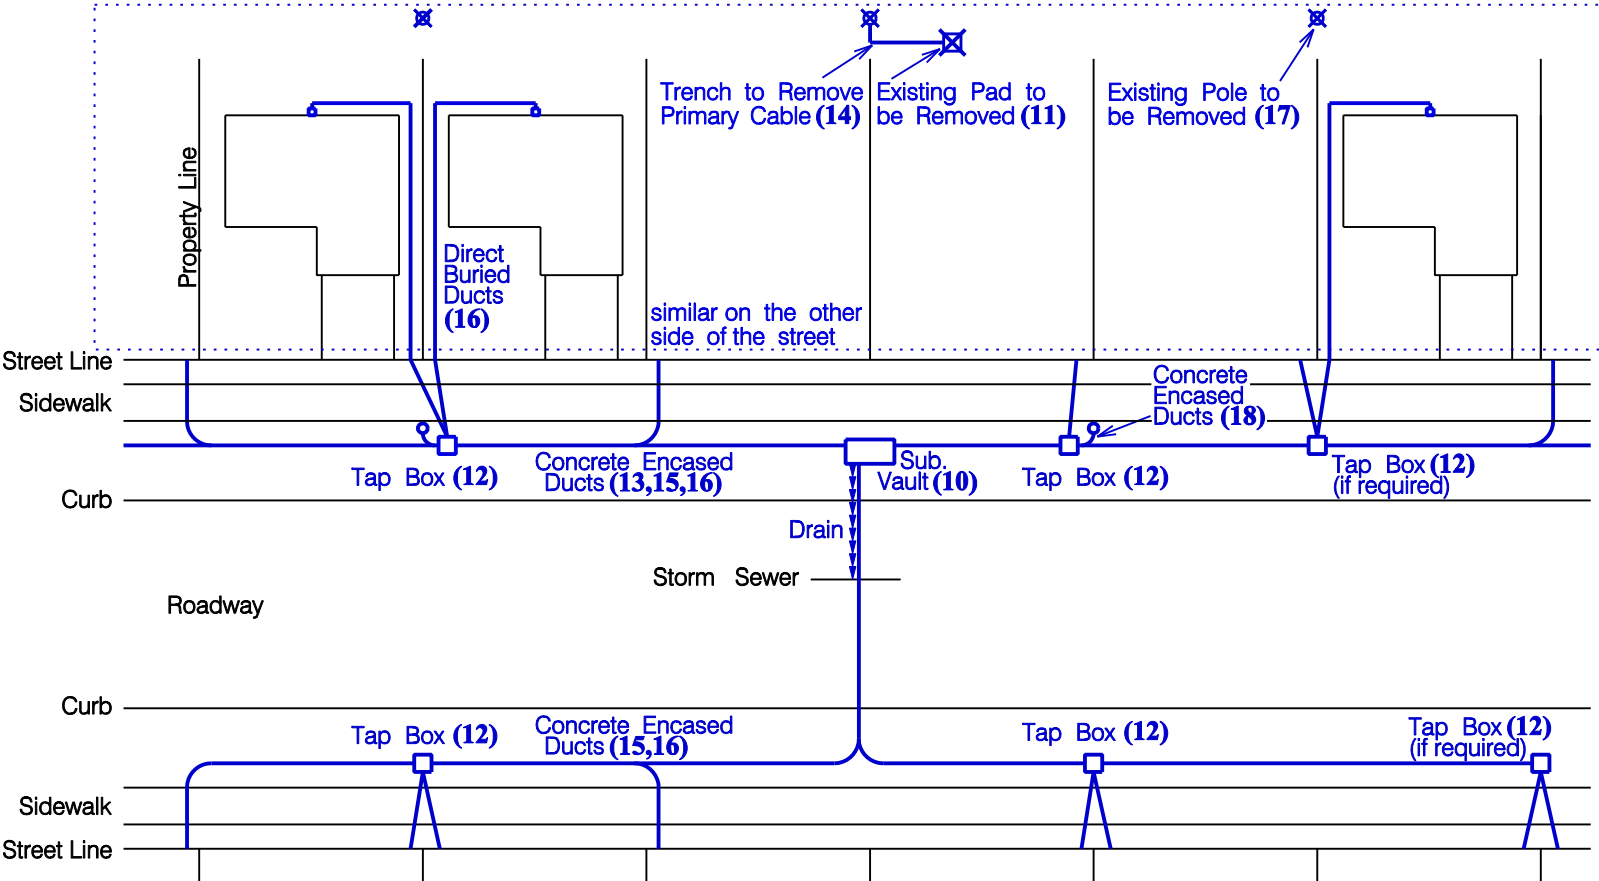 Trench to Remove
Primary Cable (14)
Existing Pad to
be Removed (11)
Existing Pole to
be Removed (17)
Property Line
Direct
Buried
Ducts
(16)
similar on the other
side of the street
Street Line
Sidewalk
Concrete
Encased
Ducts (18)
Tap Box (12)
Concrete Encased
Ducts (13,15,16)
Sub.
Vault (10)
Tap Box (12)
Tap Box (12)
(if required)
Curb
Drain
Storm Sewer
Roadway
Curb
Tap Box (12)
Concrete Encased
Ducts (15,16)
Tap Box (12)
Tap Box (12)
(if required)
Sidewalk
Street Line